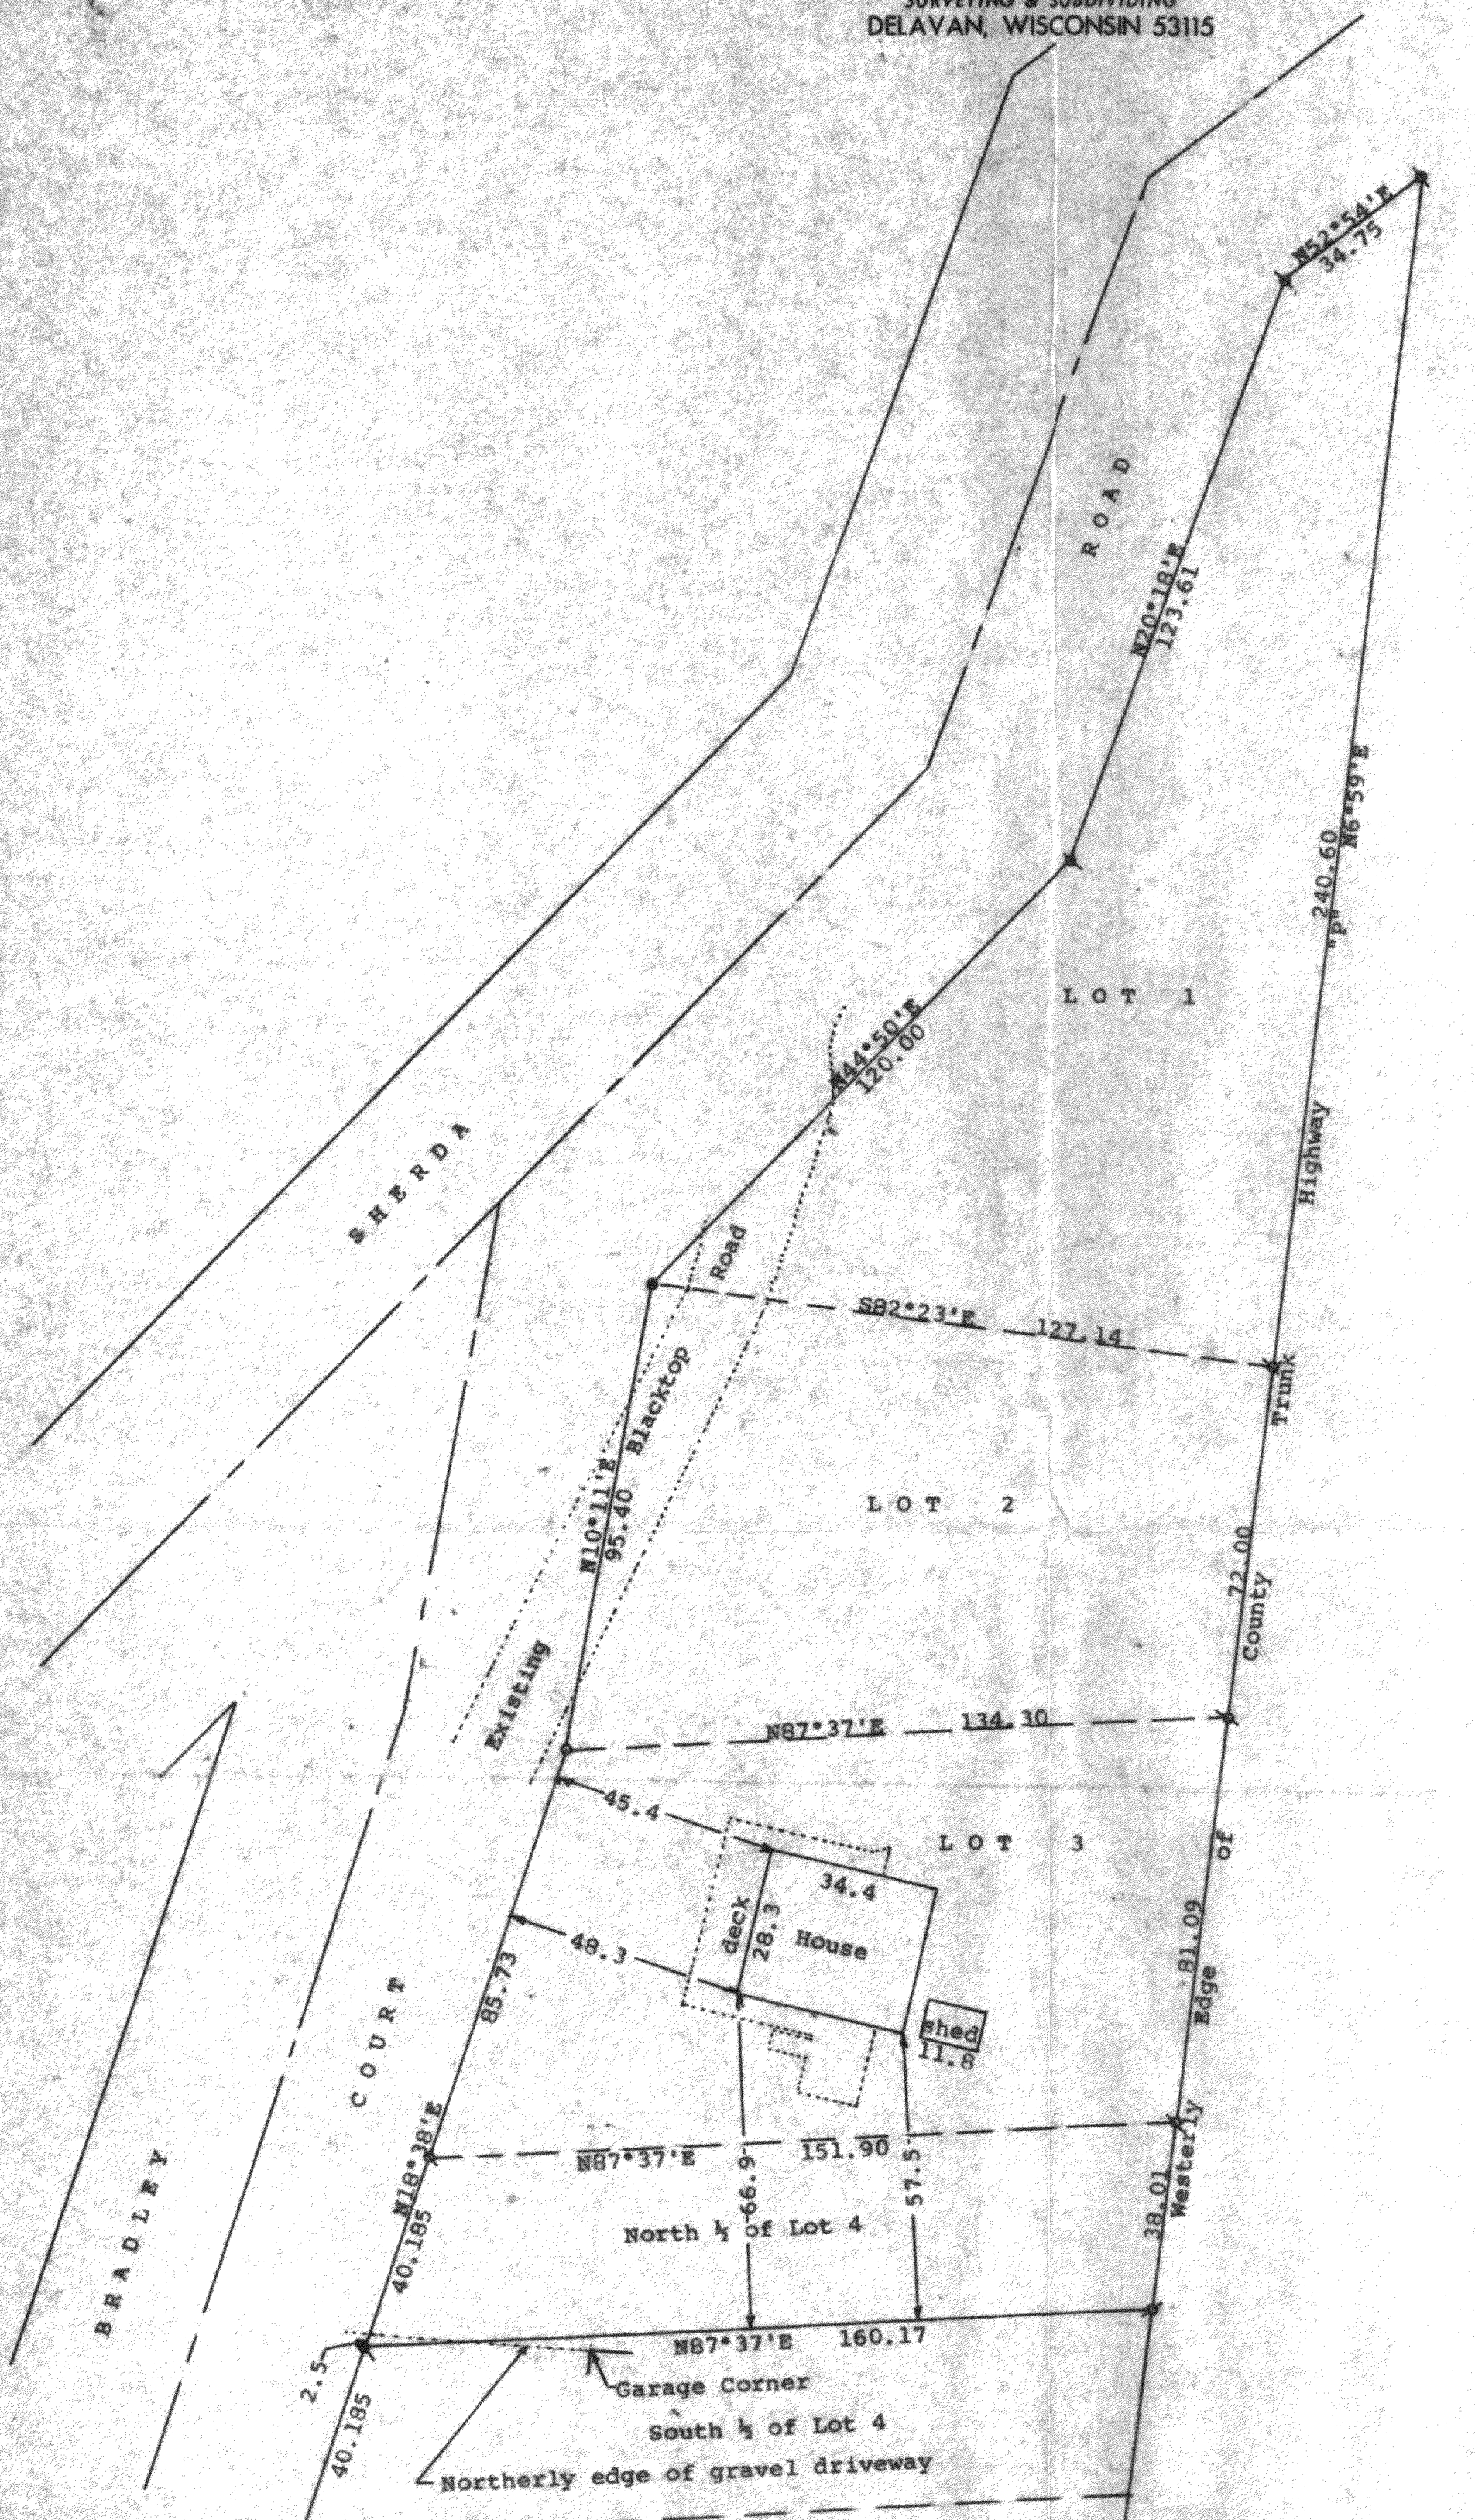 SURVEYING & SUBDIVIDING
DELAVAN, WISCONSIN 53115
N52°54'E
34.75
ROAD
N20°18'E
123.61
N6°59'E
240.60
"P"
LOT 1
N44°50'E
120.00
Highway
SHERDA
Road
S82°23'E 127.14
Blacktop
Trunk
N10°11'E
95.40
LOT 2
72.00
County
Existing
N87°37'E 134.30
45.4
LOT 3
of
34.4
deck
28.3
House
48.3
81.09
Edge
85.73
shed
11.8
COURT
N18°38'E
N87°37'E 151.90
66.9
57.5
38.01
Westerly
North ½ of Lot 4
40.185
BRADLEY
N87°37'E 160.17
2.5
Garage Corner
40.185
South ½ of Lot 4
Northerly edge of gravel driveway